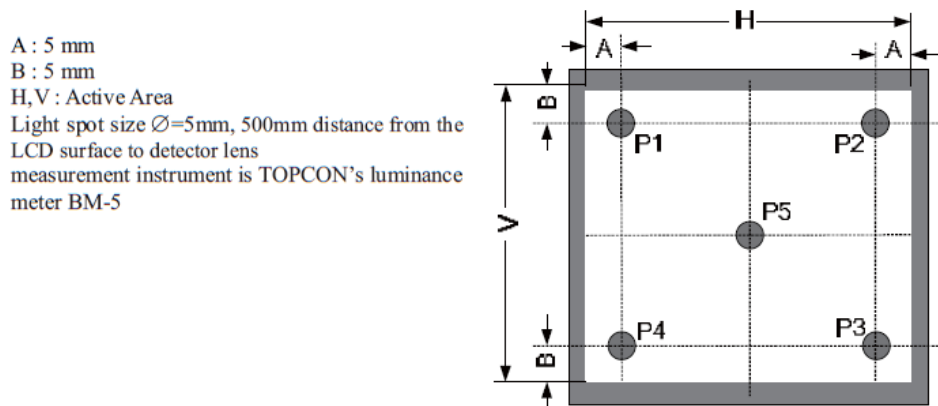 A : 5 mm
B : 5 mm
H,V : Active Area
Light spot size ∅=5mm, 500mm distance from the
LCD surface to detector lens
measurement instrument is TOPCON's luminance
meter BM-5
H
A
A
B
P1
P2
P5
V
P4
P3
B